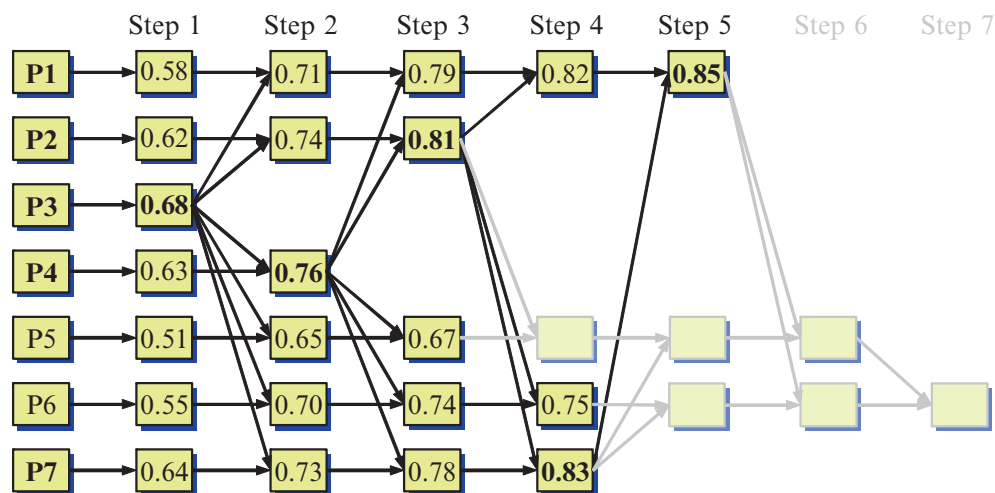 Step 1 Step 2 Step 3 Step 4 Step 5 Step 6 Step 7
P1 0.58 0.71 0.79 0.82 0.85
P2 0.62 0.74 0.81
P3 0.68
P4 0.63 0.76
P5 0.51 0.65 0.67
P6 0.55 0.70 0.74 0.75
P7 0.64 0.73 0.78 0.83